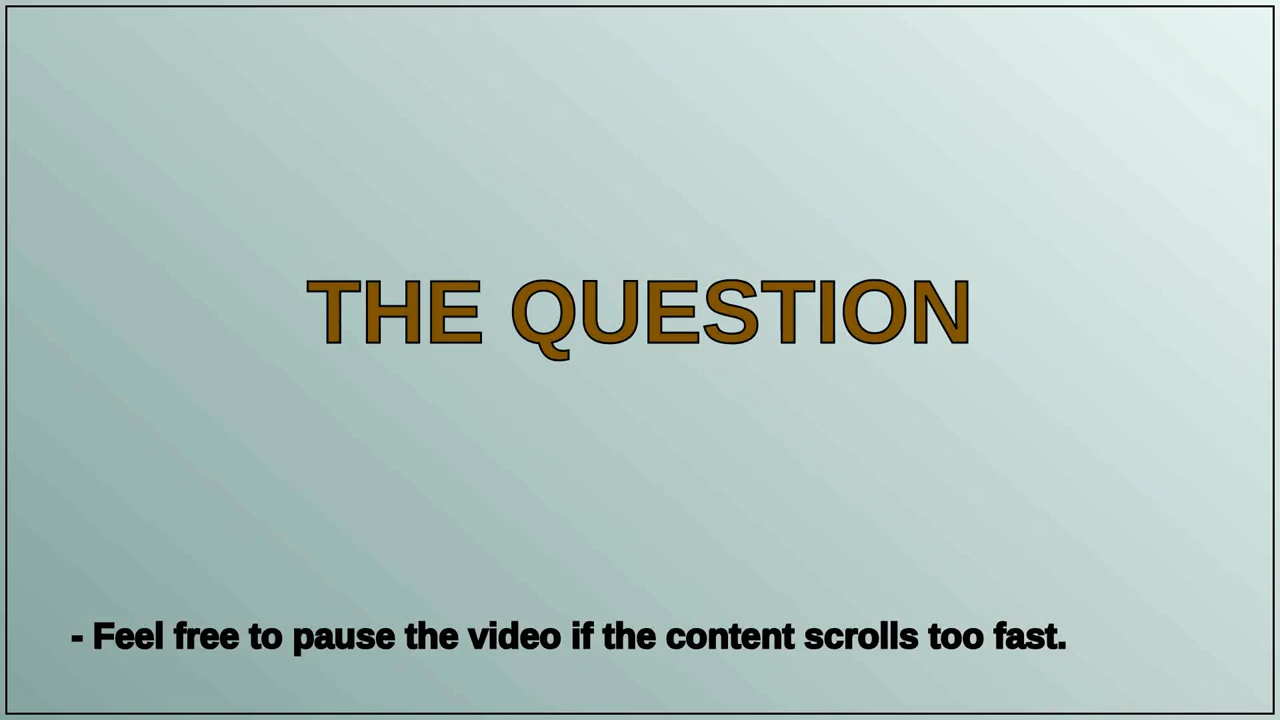 THE QUESTION
- Feel free to pause the video if the content scrolls too fast.